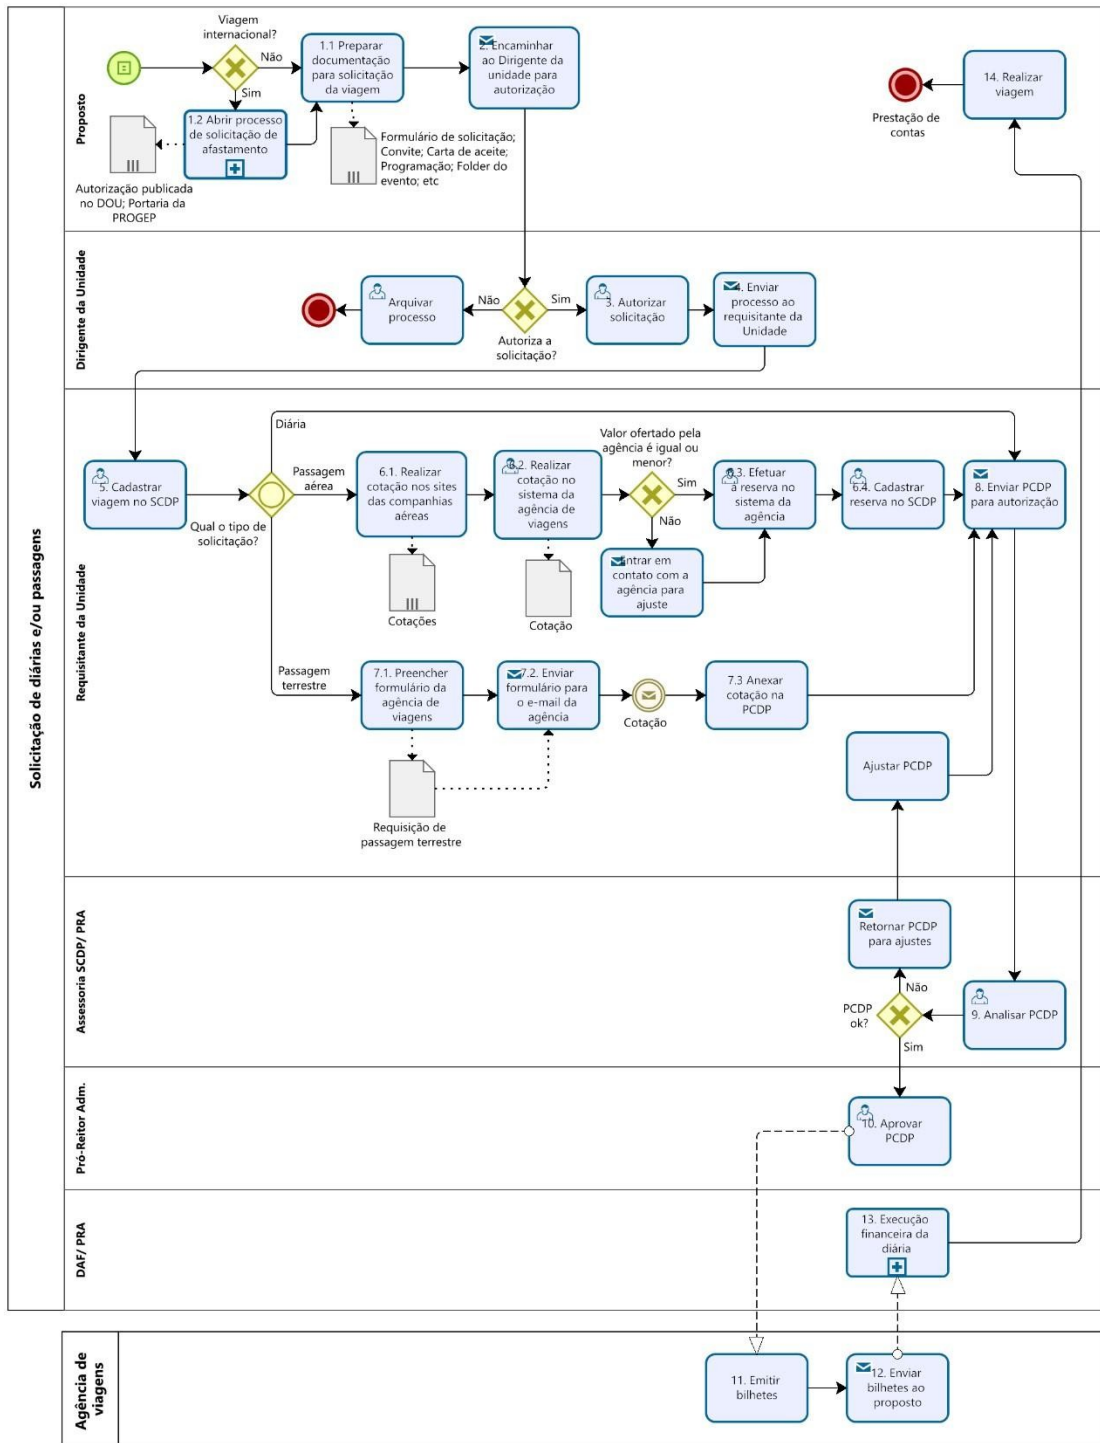 Solicitação de diárias e/ou passagens
Proposto
Viagem
internacional?
Não
Sim
1.1 Preparar
documentação
para solicitação
da viagem
2. Encaminhar
ao Dirigente da
unidade para
autorização
1.2 Abrir processo
de solicitação de
afastamento
Autorização publicada
no DOU; Portaria da
PROGEP
Formulário de solicitação;
Convite; Carta de aceite;
Programação; Folder do
evento; etc
Prestação de
contas
14. Realizar
viagem
Dirigente da Unidade
Arquivar
processo
Não
Sim
Autoriza a
solicitação?
3. Autorizar
solicitação
4. Enviar
processo ao
requisitante da
Unidade
Requisitante da Unidade
5. Cadastrar
viagem no SCDP
Qual o tipo de
solicitação?
Diária
Passagem
aérea
6.1. Realizar
cotação nos sites
das companhias
aéreas
Cotações
6.2. Realizar
cotação no
sistema da
agência de viagens
Cotação
Valor ofertado pela
agência é igual ou
menor?
Sim
Não
Entrar em
contato com a
agência para
ajuste
6.3. Efetuar
a reserva no
sistema da
agência
6.4. Cadastrar
reserva no SCDP
8. Enviar PCDP
para autorização
Passagem
terrestre
7.1. Preencher
formulário da
agência de
viagens
Requisição de
passagem terrestre
7.2. Enviar
formulário para
o e-mail da
agência
Cotação
7.3 Anexar
cotação na
PCDP
Ajustar PCDP
Assessoria SCDP/ PRA
Retornar PCDP
para ajustes
Não
PCDP
ok?
Sim
9. Analisar PCDP
Pró-Reitor Adm.
10. Aprovar
PCDP
DAF/ PRA
13. Execução
financeira da
diária
Agência de
viagens
11. Emitir
bilhetes
12. Enviar
bilhetes ao
proposto